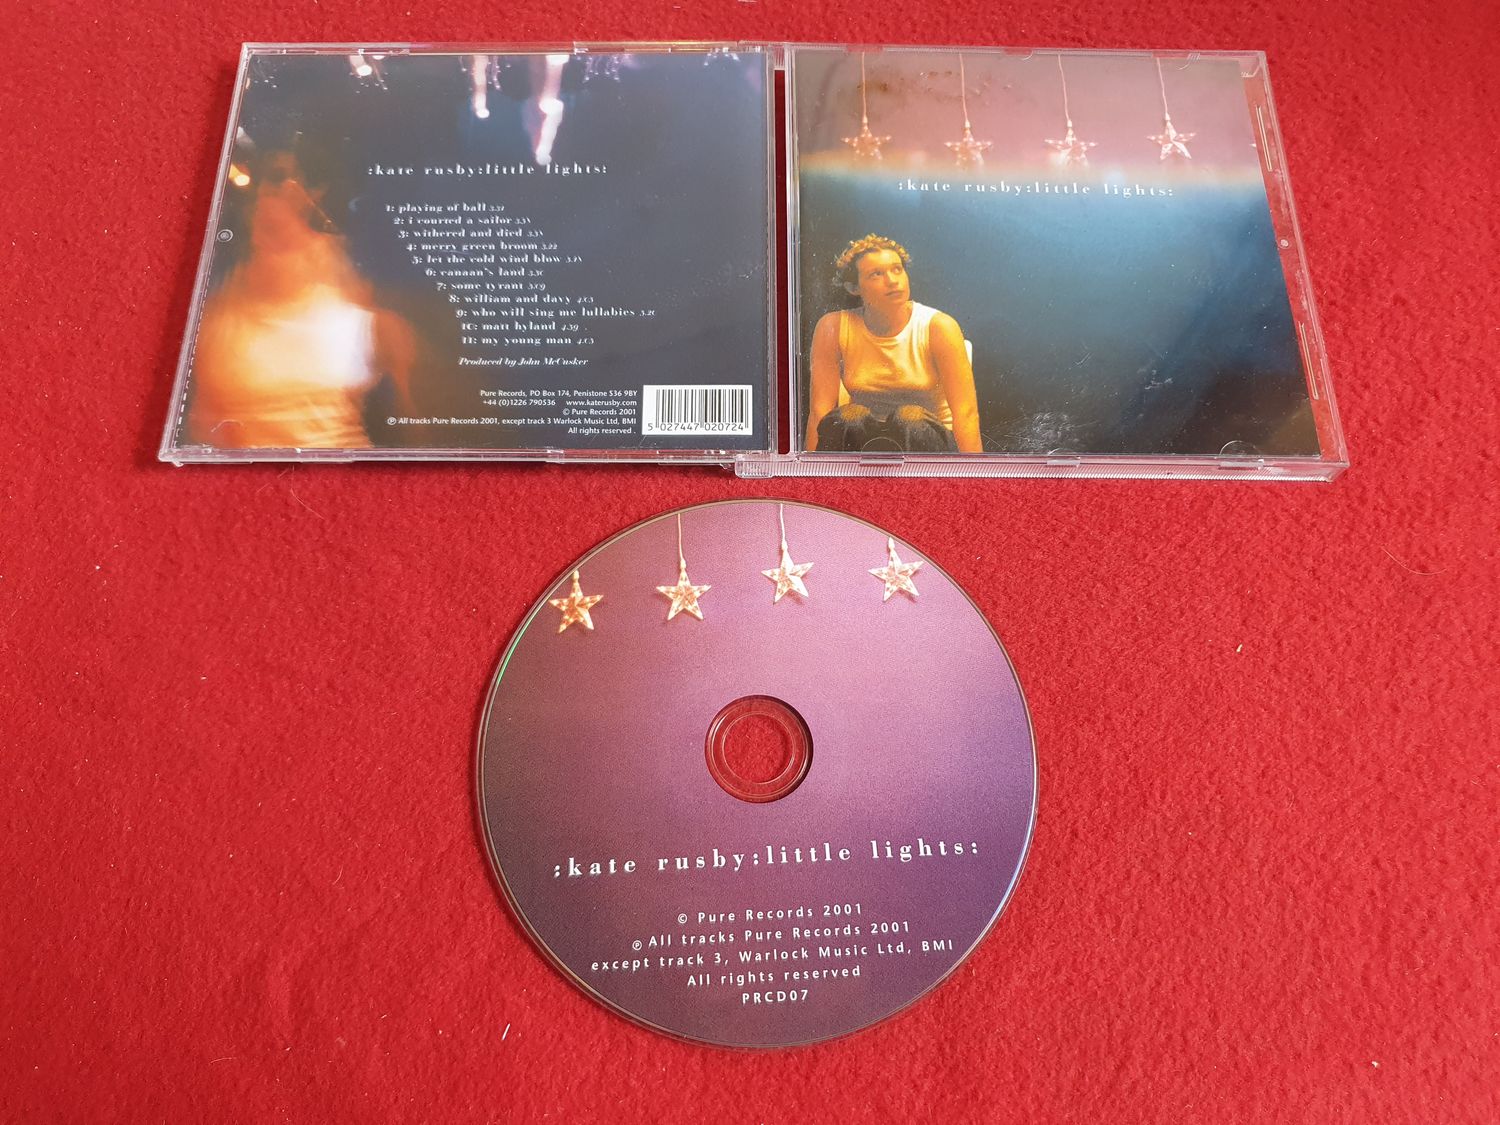 :kate rusby:little lights:
1: playing of ball 3.31
2: i courted a sailor
3: withered and died
4: merry green broom 3.22
5: let the cold wind blow
6: canaan's land
7: some tyrant
8: william and davy
9: who will sing me lullabies
10: matt hyland 4.39
11: my young man
Produced by John McCusker
Pure Records, PO Box 174, Penistone S36 9BY
+44 (0)1226 790536 www.katerusby.com
© Pure Records 2001
℗ All tracks Pure Records 2001, except track 3 Warlock Music Ltd, BMI
All rights reserved .
5 027447 020724
:kate rusby:little lights:
:kate rusby:little lights:
© Pure Records 2001
℗ All tracks Pure Records 2001
except track 3, Warlock Music Ltd, BMI
All rights reserved
PRCD07